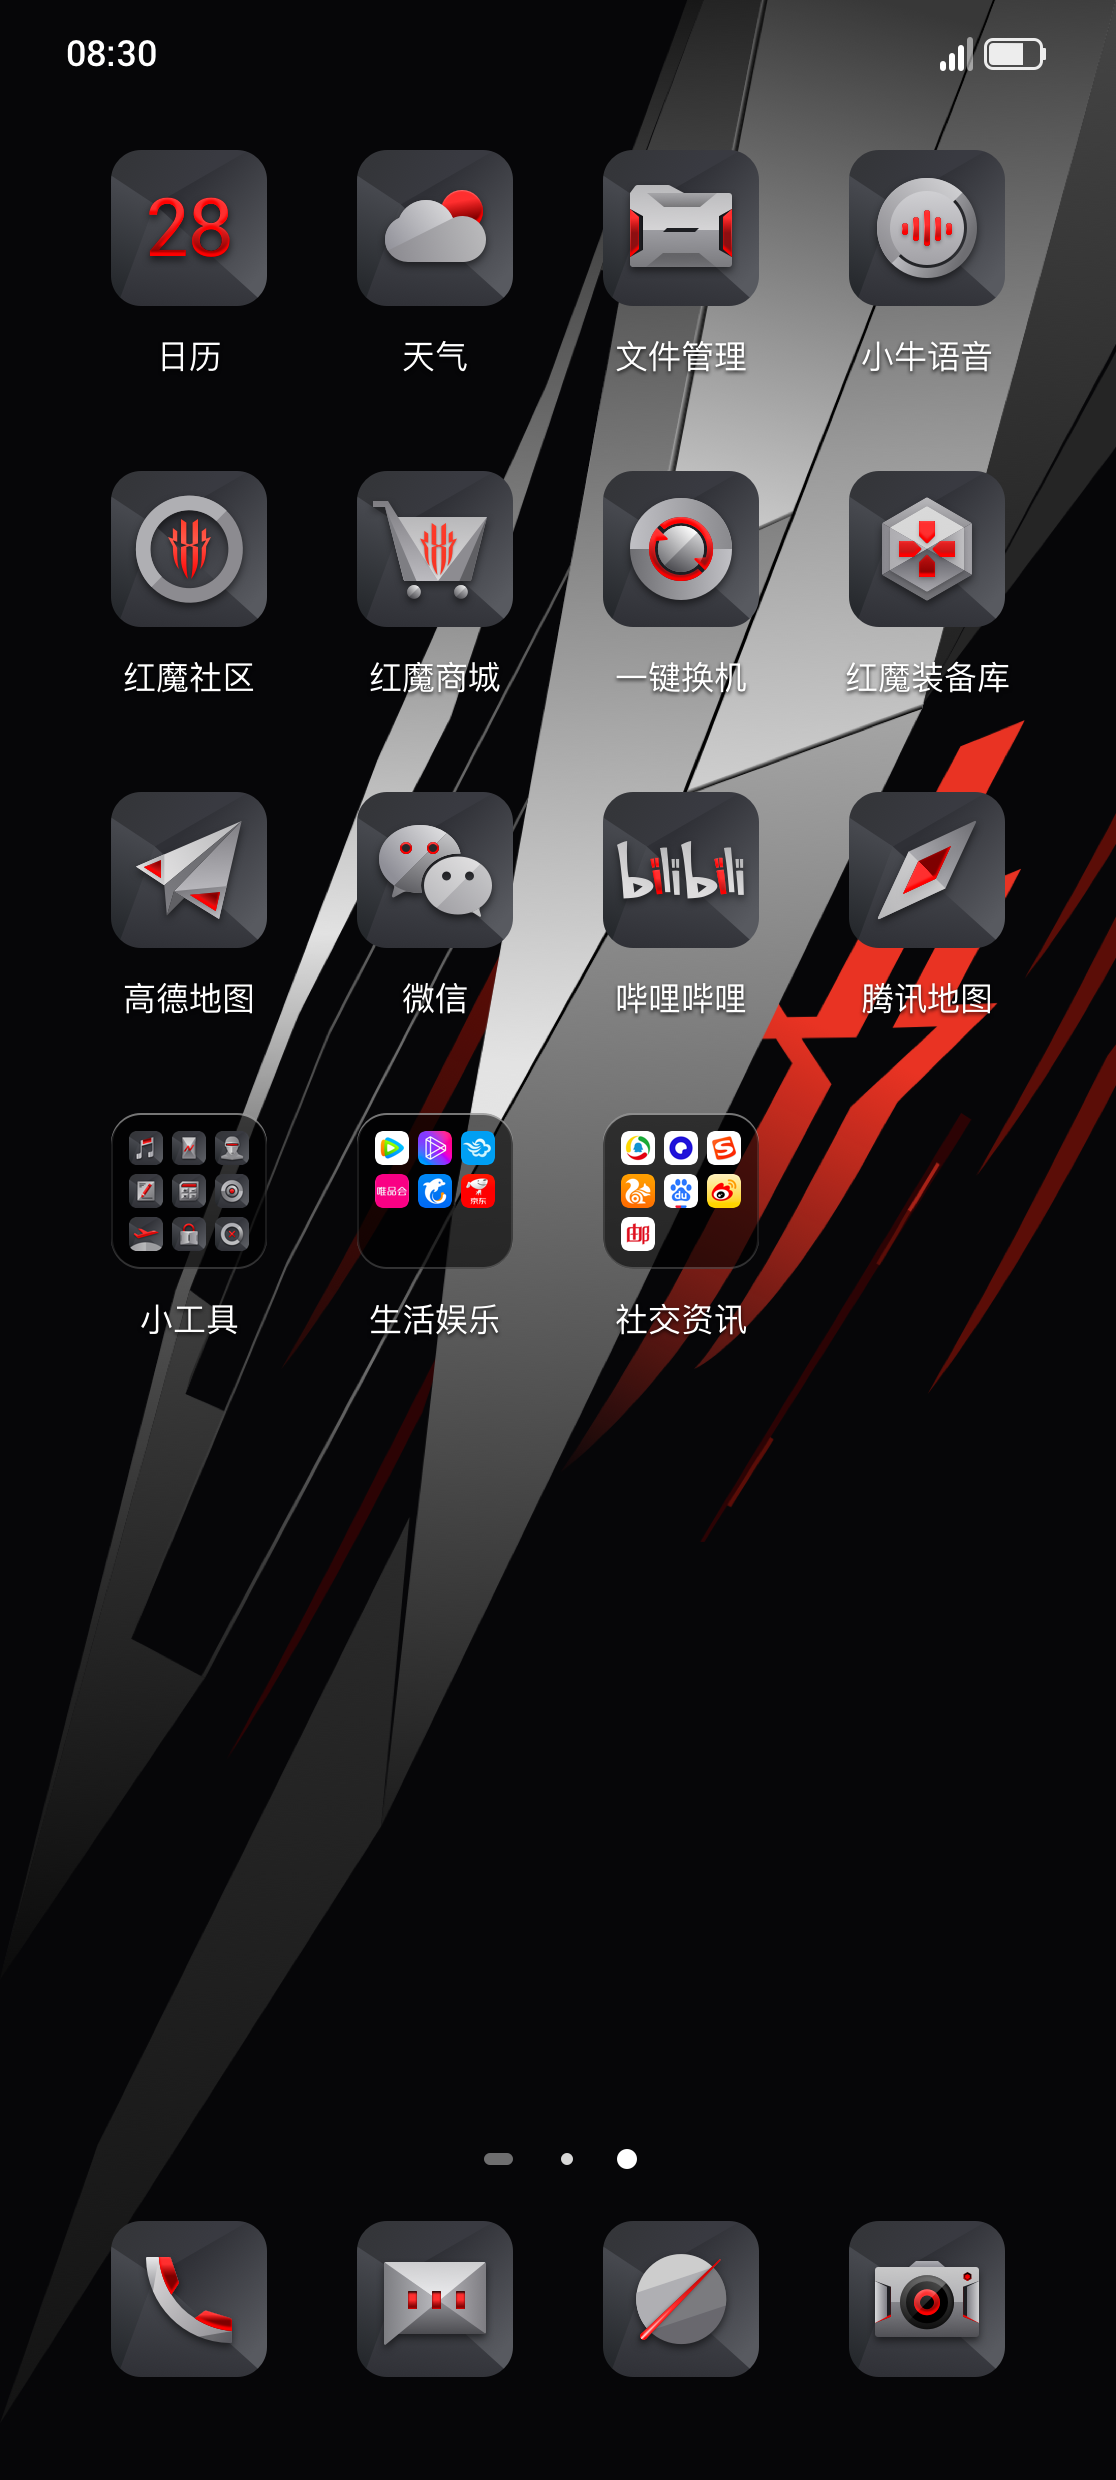 08:30
28
日历
天气
文件管理
小牛语音
红魔社区
红魔商城
一键换机
红魔装备库
bilibili
高德地图
微信
哔哩哔哩
腾讯地图
唯品会
京东
du
邮
小工具
生活娱乐
社交资讯